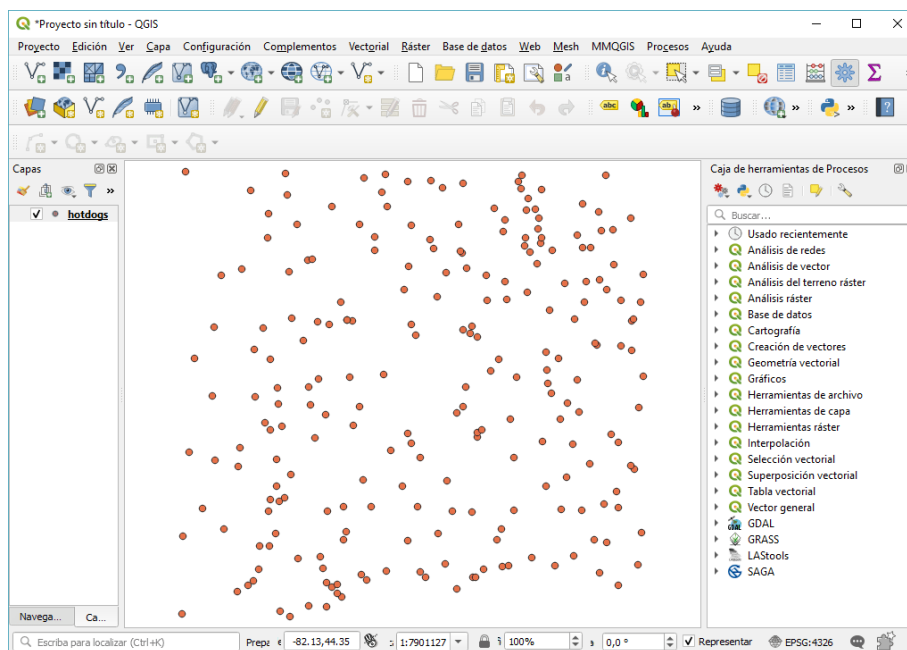 *Proyecto sin título - QGIS
Proyecto Edición Ver Capa Configuración Complementos Vectorial Ráster Base de datos Web Mesh MMQGIS Procesos Ayuda
abc
ab
Capas
hotdogs
Navega...
Ca...
Caja de herramientas de Procesos
Buscar...
Usado recientemente
Análisis de redes
Análisis de vector
Análisis del terreno ráster
Análisis ráster
Base de datos
Cartografía
Creación de vectores
Geometría vectorial
Gráficos
Herramientas de archivo
Herramientas de capa
Herramientas ráster
Interpolación
Selección vectorial
Superposición vectorial
Tabla vectorial
Vector general
GDAL
GRASS
LAStools
SAGA
Escriba para localizar (Ctrl+K)
Prepa -82.13,44.35 1:7901127 100% 0,0 ° Representar EPSG:4326